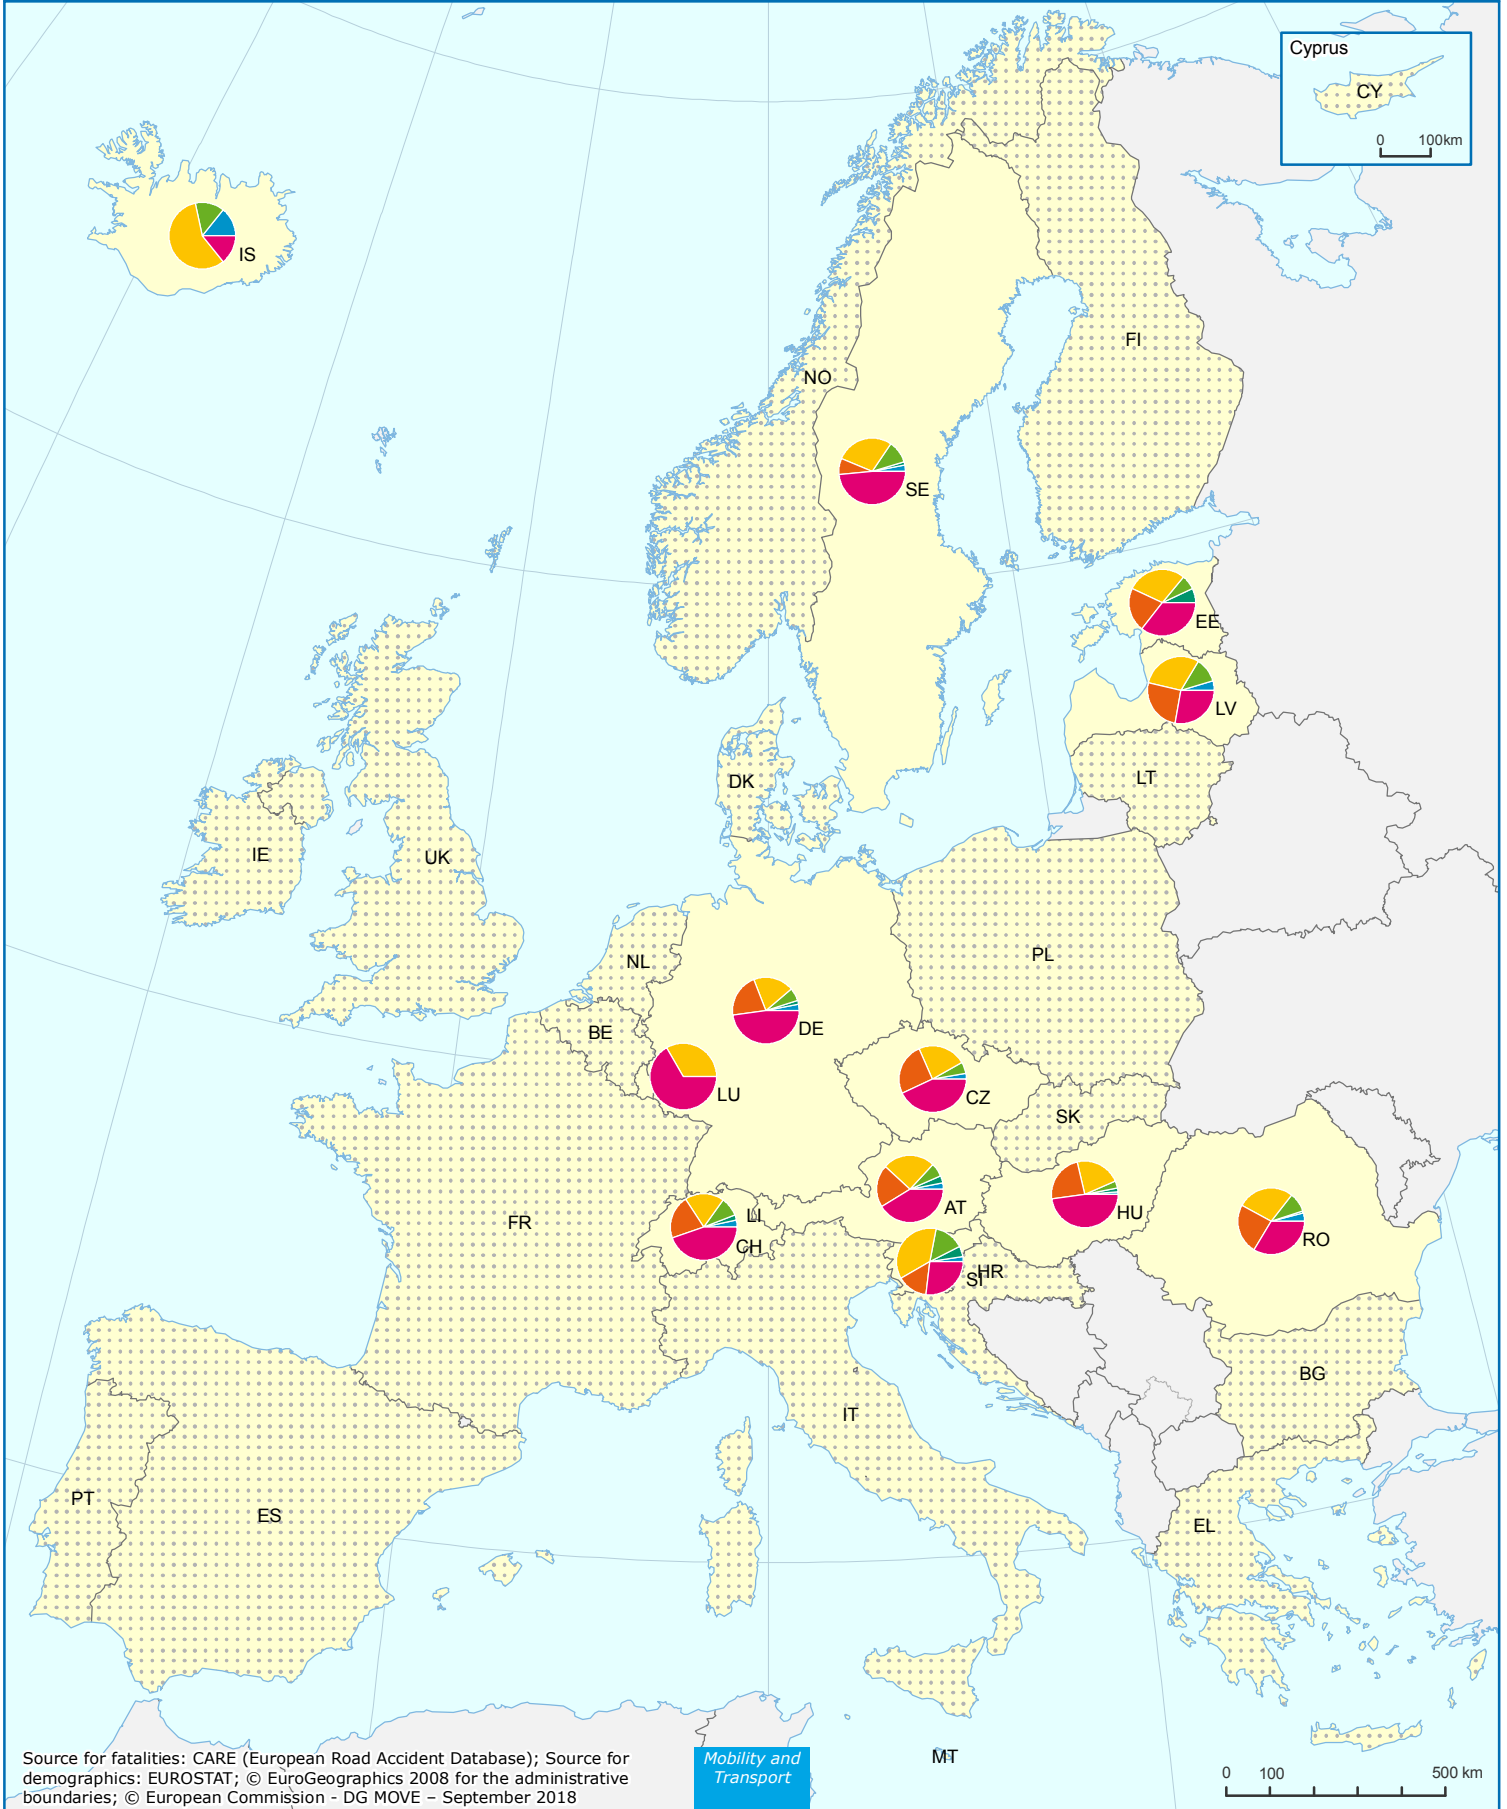 Cyprus
CY
0 100km
IS
FI
NO
SE
EE
LV
LT
DK
IE
UK
NL
PL
BE
DE
LU
CZ
SK
AT
HU
LI
CH
FR
RO
SI
HR
BG
IT
PT
ES
EL
MT
Source for fatalities: CARE (European Road Accident Database); Source for
demographics: EUROSTAT; © EuroGeographics 2008 for the administrative
boundaries; © European Commission - DG MOVE – September 2018
Mobility and
Transport
0 100 500 km